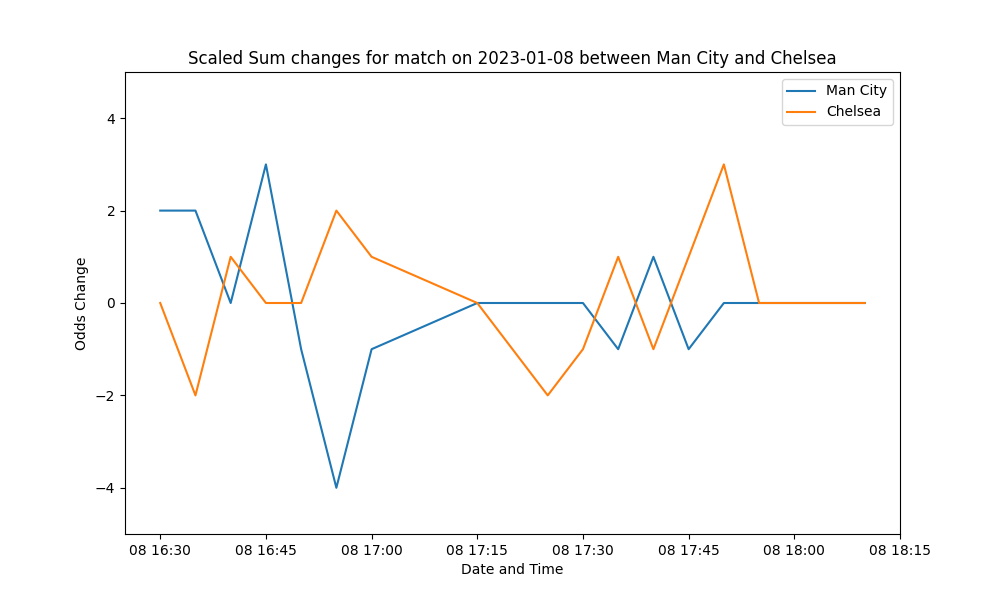 Scaled Sum changes for match on 2023-01-08 between Man City and Chelsea
Man City
Chelsea
4
2
0
−2
−4
Odds Change
08 16:30 08 16:45 08 17:00 08 17:15 08 17:30 08 17:45 08 18:00 08 18:15
Date and Time